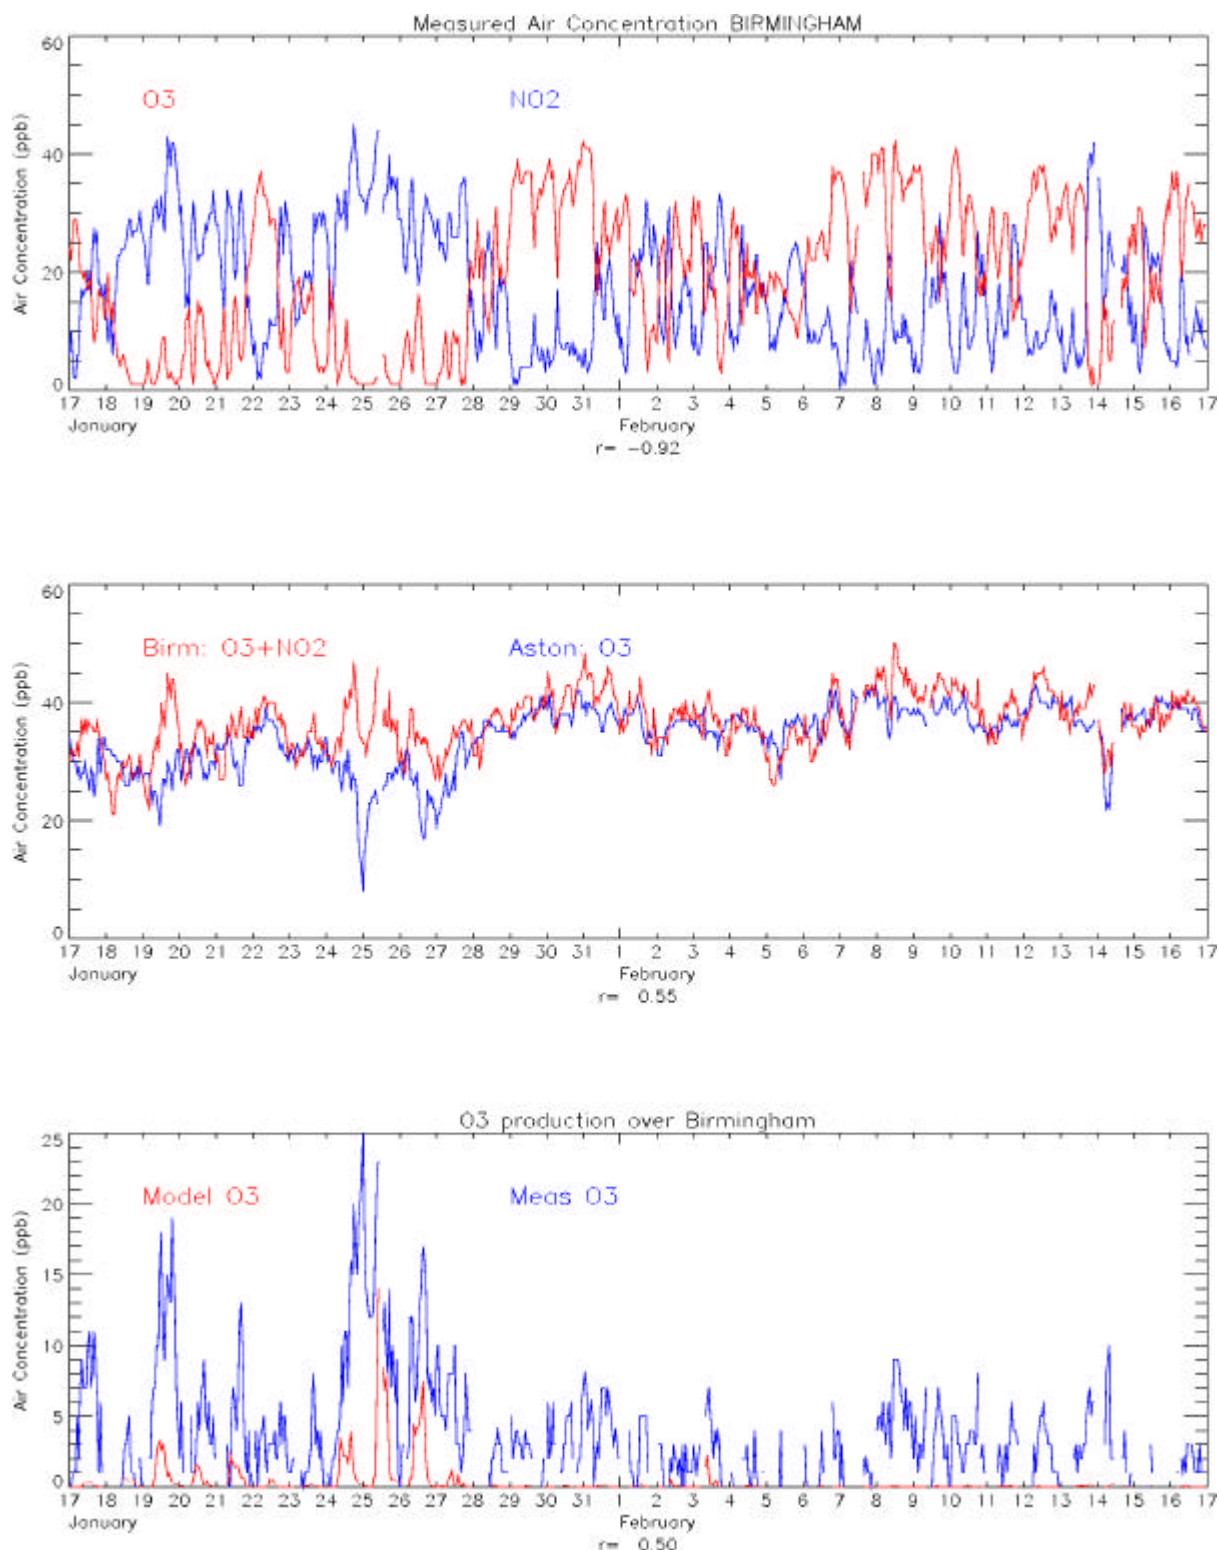 Measured Air Concentration BIRMINGHAM
60
O3 NO2
40
Air Concentration (ppb)
20
0
17 18 19 20 21 22 23 24 25 26 27 28 29 30 31 1 2 3 4 5 6 7 8 9 10 11 12 13 14 15 16 17
January February
r= -0.92
60
Birm: O3+NO2 Aston: O3
40
Air Concentration (ppb)
20
0
17 18 19 20 21 22 23 24 25 26 27 28 29 30 31 1 2 3 4 5 6 7 8 9 10 11 12 13 14 15 16 17
January February
r= 0.55
O3 production over Birmingham
25
Model O3 Meas O3
20
15
Air Concentration (ppb)
10
5
0
17 18 19 20 21 22 23 24 25 26 27 28 29 30 31 1 2 3 4 5 6 7 8 9 10 11 12 13 14 15 16 17
January February
r= 0.50